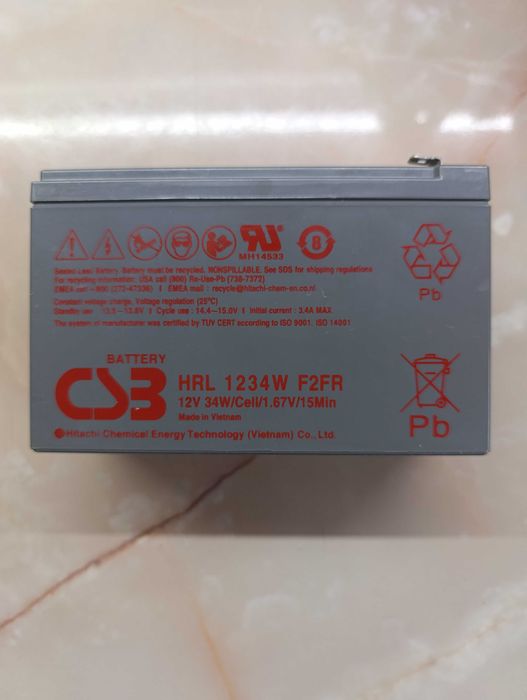 MH14533
8
Sealed Lead Battery. Battery must be recycled. NONSPILLABLE. See SDS for shipping regulations
For recycling information: USA call (800) Re-Use-Pb (738-7372)
EMEA mail : recycle@hitachi-chem-en.co.nl
Constant voltage charge, Voltage regulation (25°C)
Standby use : 13.5~13.8V | Cycle use : 14.4~15.0V | Initial current : 3.4A MAX.
The system of manufacturer was certified by TUV CERT according to ISO 9001, ISO 14001
Pb
BATTERY
CSB
HRL 1234W F2FR
12V 34W/Cell/1.67V/15Min
Made in Vietnam
Hitachi Chemical Energy Technology (Vietnam) Co., Ltd.
Pb